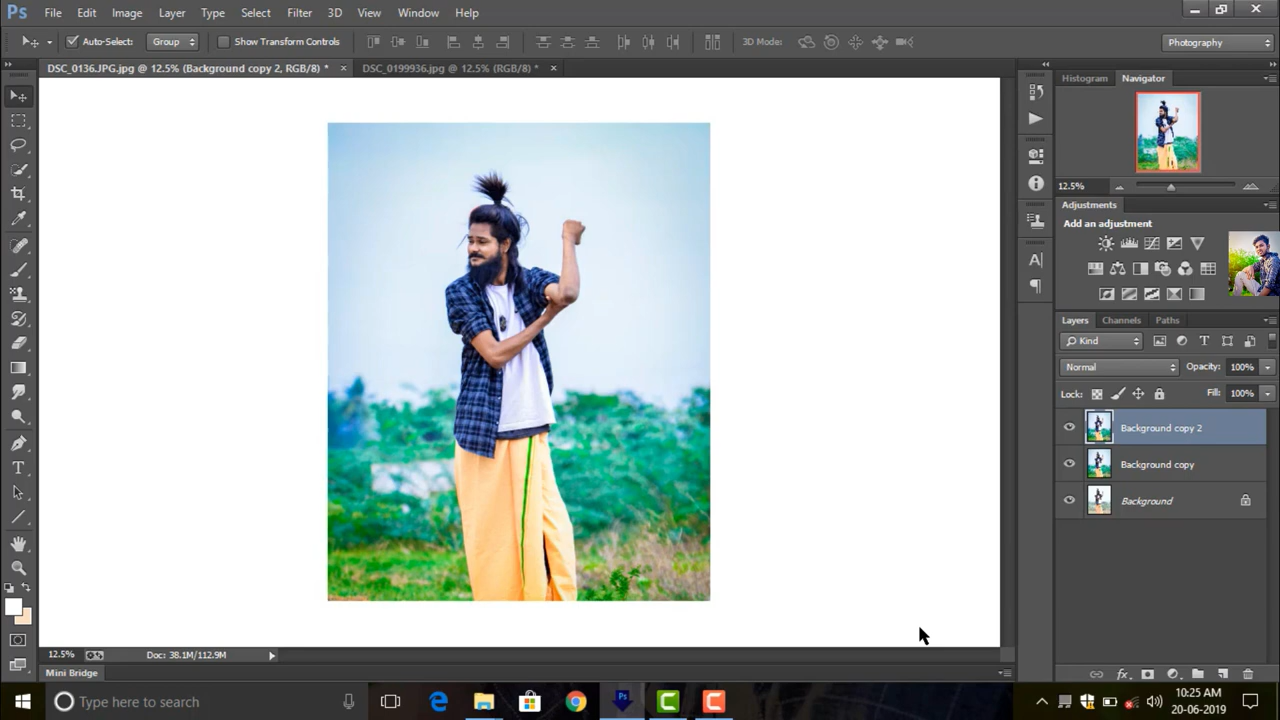 Ps File Edit Image Layer Type Select Filter 3D View Window Help
Auto-Select: Group Show Transform Controls 3D Mode: Photography
DSC_0136.JPG.jpg @ 12.5% (Background copy 2, RGB/8) * × DSC_0199936.jpg @ 12.5% (RGB/8) * ×
Histogram Navigator
12.5%
Adjustments
Add an adjustment
Layers Channels Paths
Kind
Normal Opacity: 100%
Lock: Fill: 100%
Background copy 2
Background copy
Background
12.5% Doc: 38.1M/112.9M
Mini Bridge
Type here to search
10:25 AM
20-06-2019